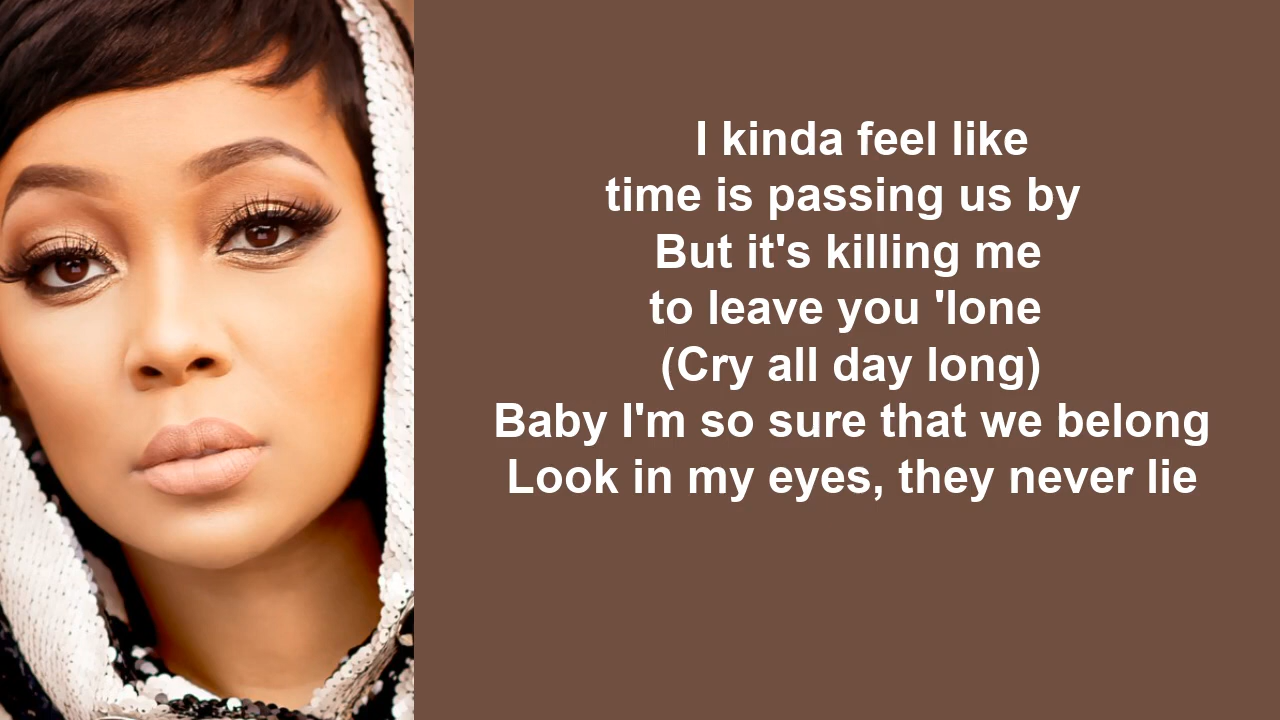 I kinda feel like
time is passing us by
But it's killing me
to leave you 'lone
(Cry all day long)
Baby I'm so sure that we belong
Look in my eyes, they never lie